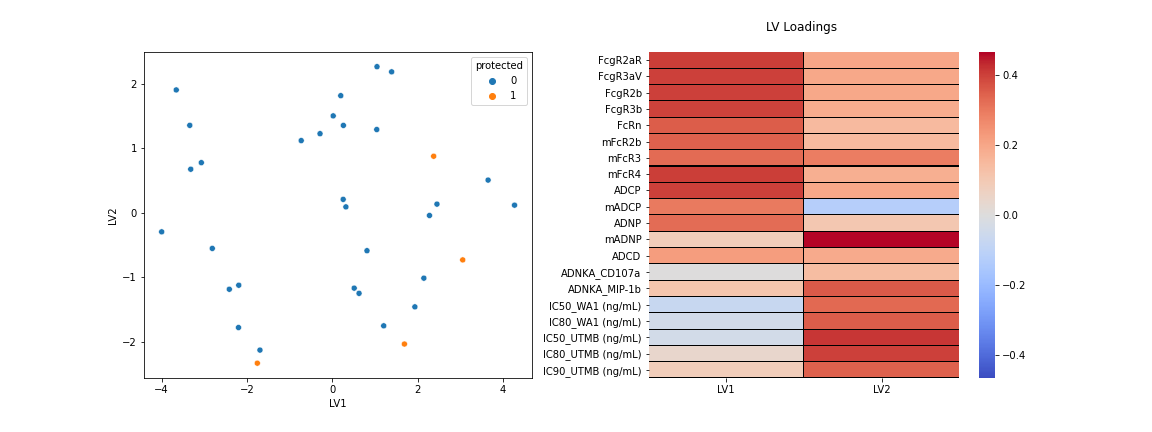 LV Loadings
protected
0
1
2
1
0
−1
−2
LV2
−4
−2
0
2
4
LV1
FcgR2aR
FcgR3aV
FcgR2b
FcgR3b
FcRn
mFcR2b
mFcR3
mFcR4
ADCP
mADCP
ADNP
mADNP
ADCD
ADNKA_CD107a
ADNKA_MIP-1b
IC50_WA1 (ng/mL)
IC80_WA1 (ng/mL)
IC50_UTMB (ng/mL)
IC80_UTMB (ng/mL)
IC90_UTMB (ng/mL)
LV1
LV2
0.4
0.2
0.0
−0.2
−0.4